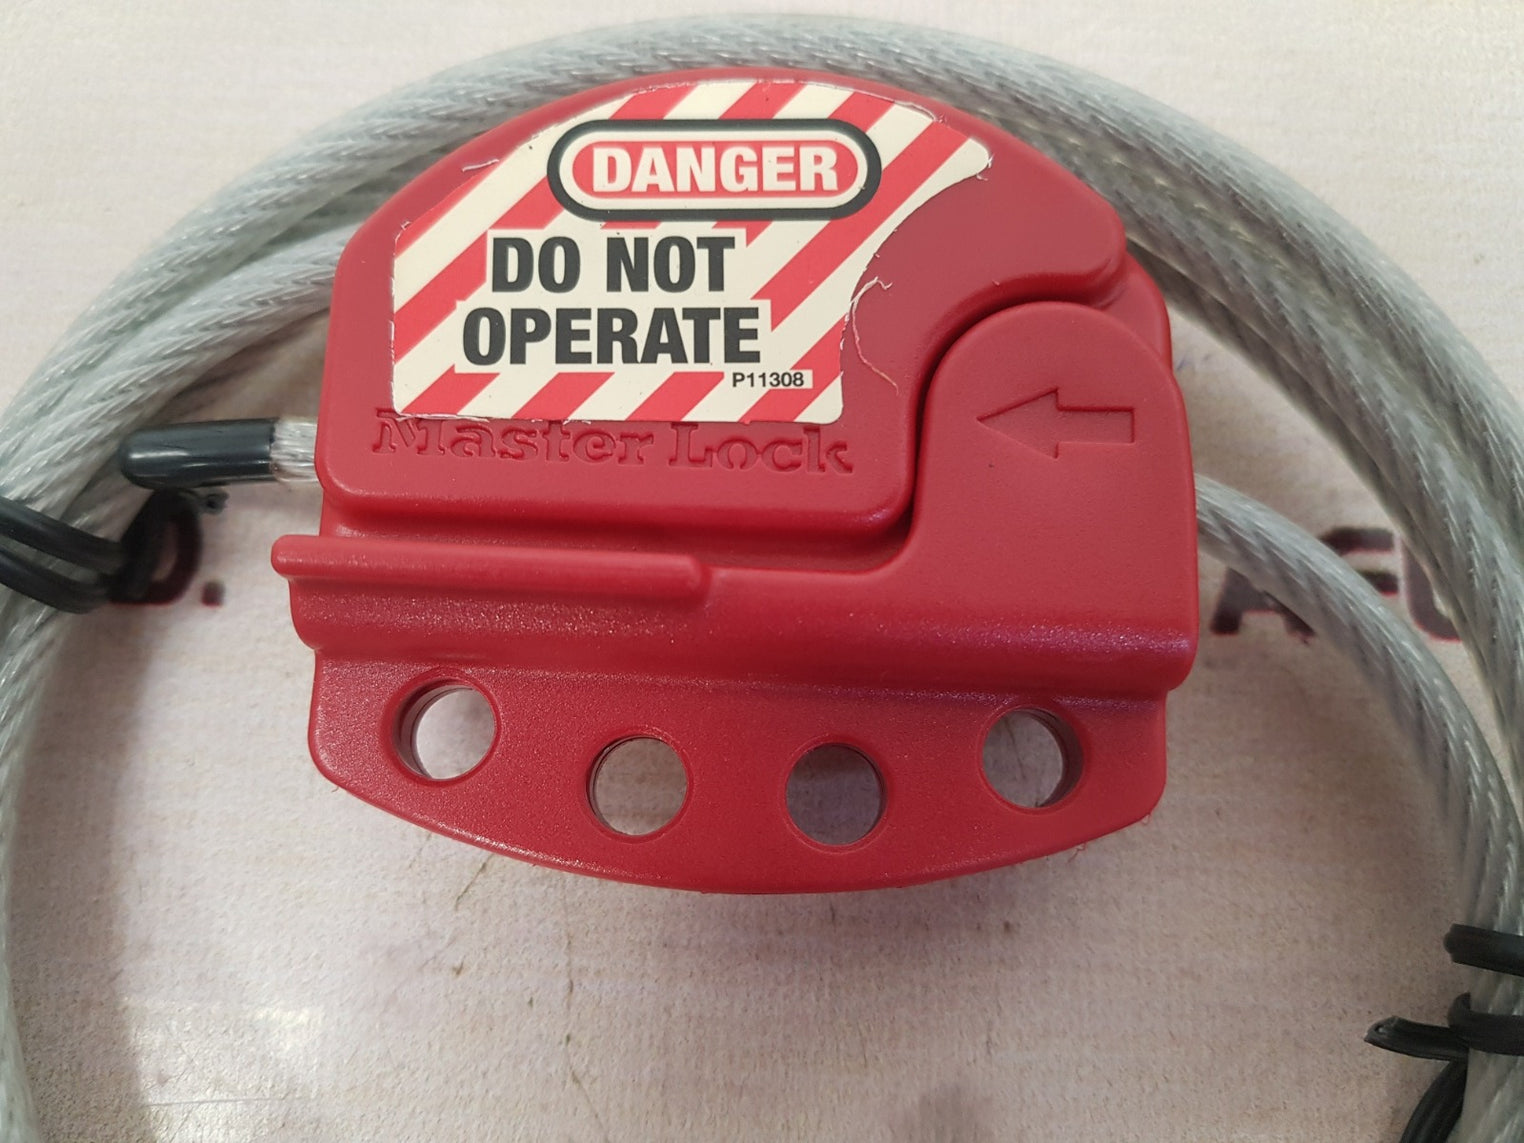 DANGER
DO NOT
OPERATE
P11308
Master Lock